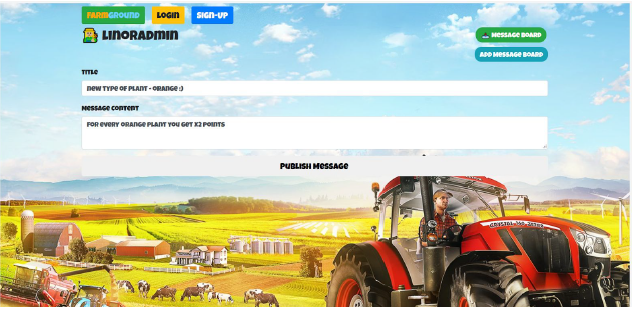 FARMGROUND LOGIN SIGN-UP
LINORADMIN
MESSAGE BOARD
ADD MESSAGE BOARD
TITLE
NEW TYPE OF PLANT - ORANGE :)
MESSAGE CONTENT
FOR EVERY ORANGE PLANT YOU GET X2 POINTS
PUBLISH MESSAGE
CRYSTAL